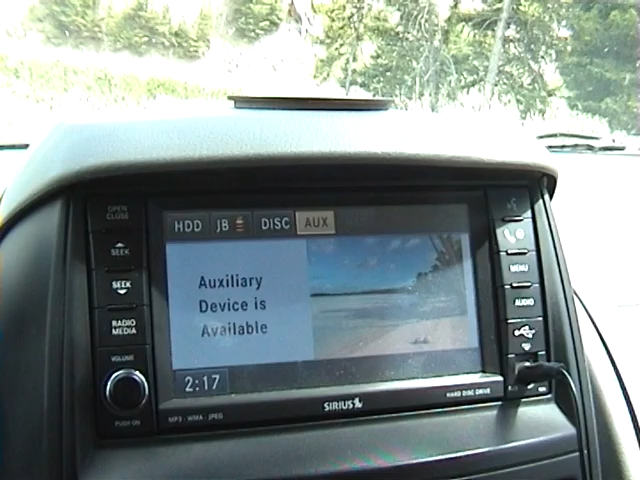 OPEN
CLOSE
SEEK
SEEK
RADIO
MEDIA
VOLUME
PUSH ON
HDD JB DISC AUX
Auxiliary
Device is
Available
2:17
MP3 · WMA · JPEG
SIRIUS
HARD DISC DRIVE
MENU
AUDIO